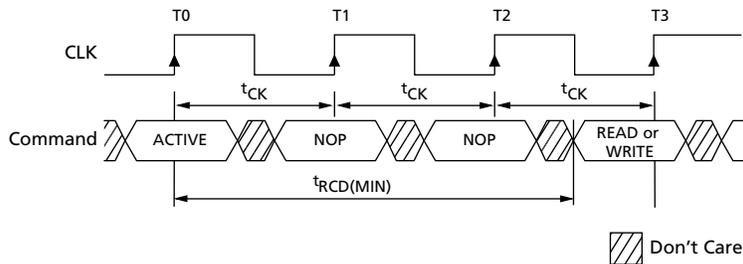 T0 T1 T2 T3
CLK
tCK tCK tCK
Command ACTIVE NOP NOP READ or
WRITE
tRCD(MIN)
Don't Care